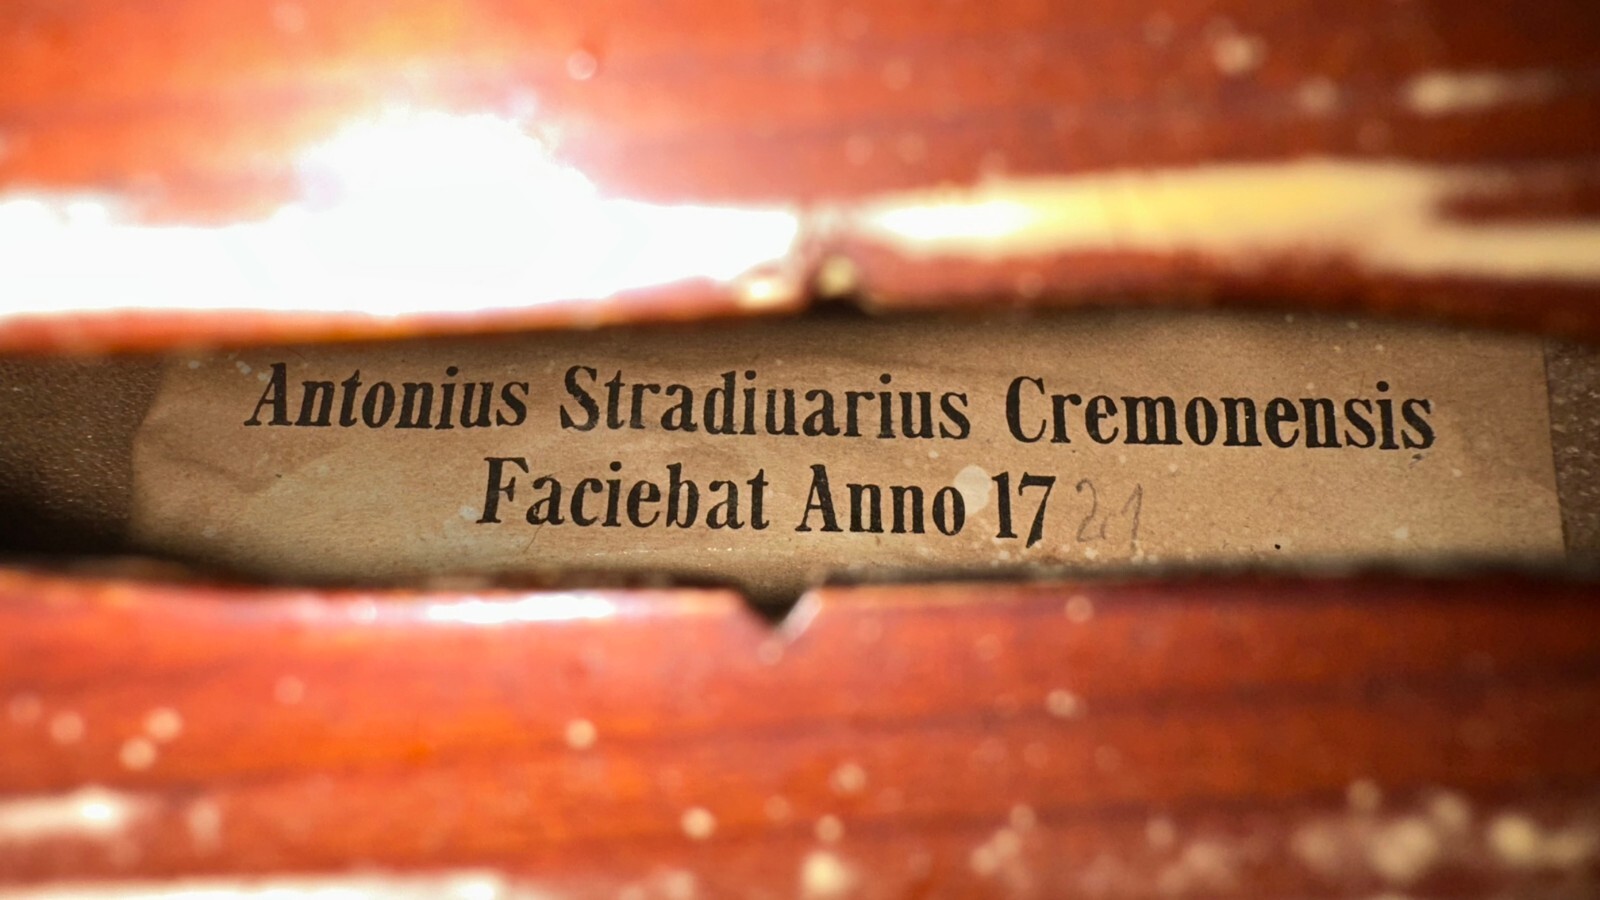 Antonius Stradiuarius Cremonensis
Faciebat Anno 1721